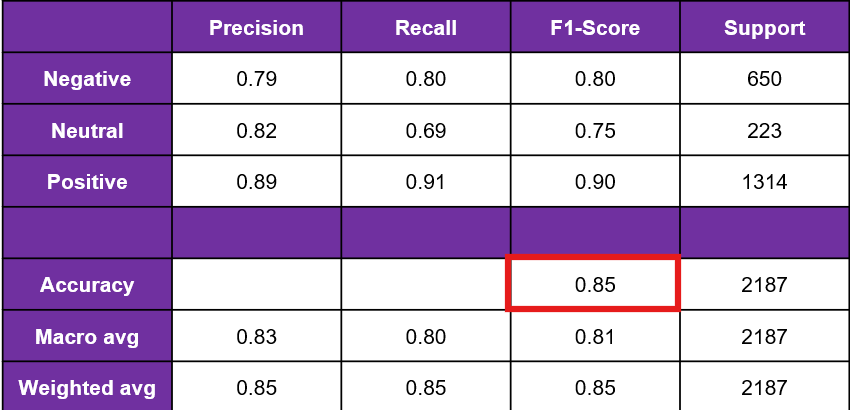 Precision Recall F1-Score Support
Negative 0.79 0.80 0.80 650
Neutral 0.82 0.69 0.75 223
Positive 0.89 0.91 0.90 1314
Accuracy 0.85 2187
Macro avg 0.83 0.80 0.81 2187
Weighted avg 0.85 0.85 0.85 2187